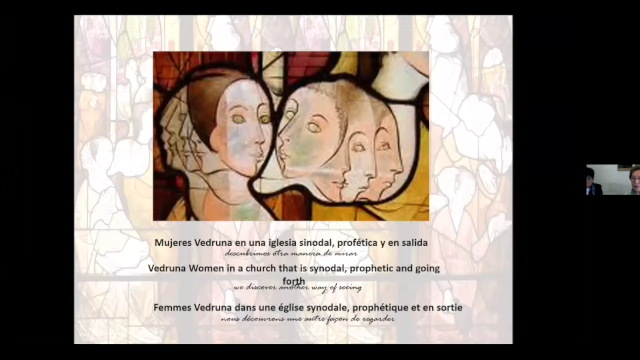 Mujeres Vedruna en una iglesia sinodal, profética y en salida
descubrimos otra manera de mirar
Vedruna Women in a church that is synodal, prophetic and going
forth
we discover another way of seeing
Femmes Vedruna dans une église synodale, prophétique et en sortie
nous découvrons une autre façon de regarder